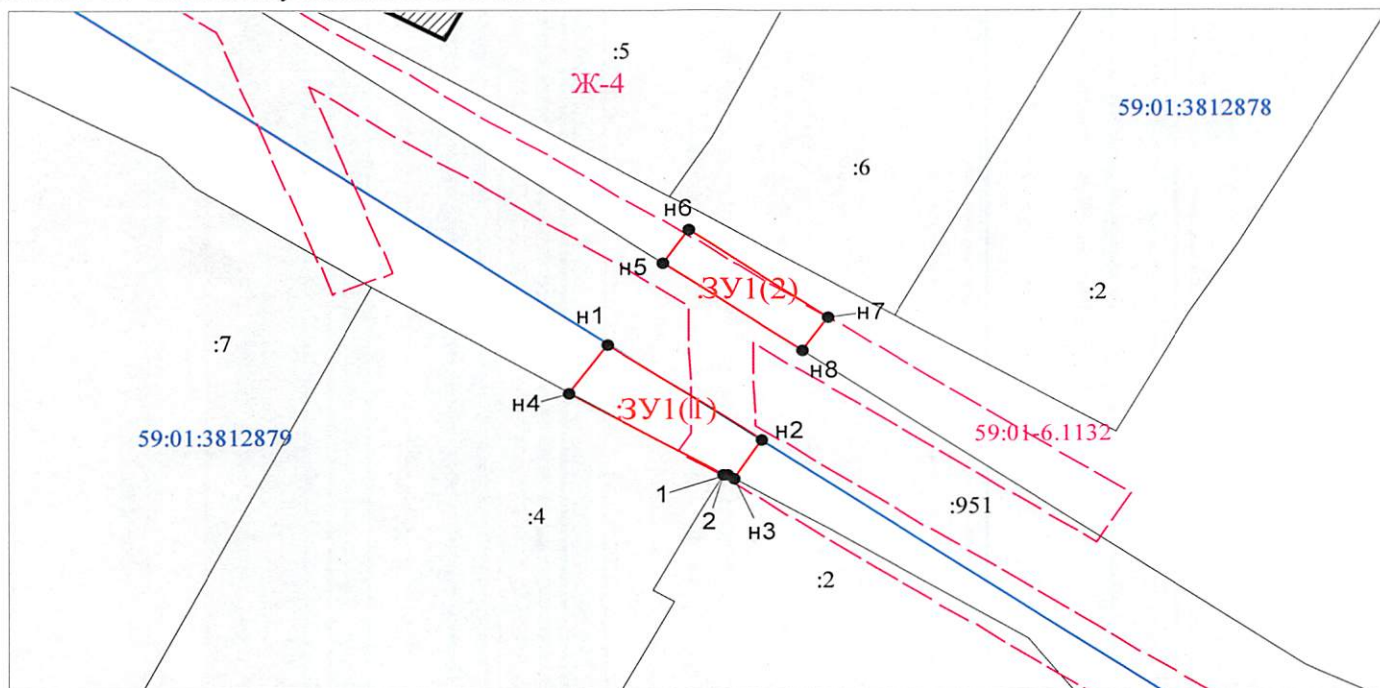 :5
Ж-4
59:01:3812878
:6
н6
н5
:ЗУ1(2)
:2
н7
н1
:7
н8
н4
:ЗУ1(1)
59:01:3812879
н2
59:01-6.1132
1
2
н3
:951
:4
:2